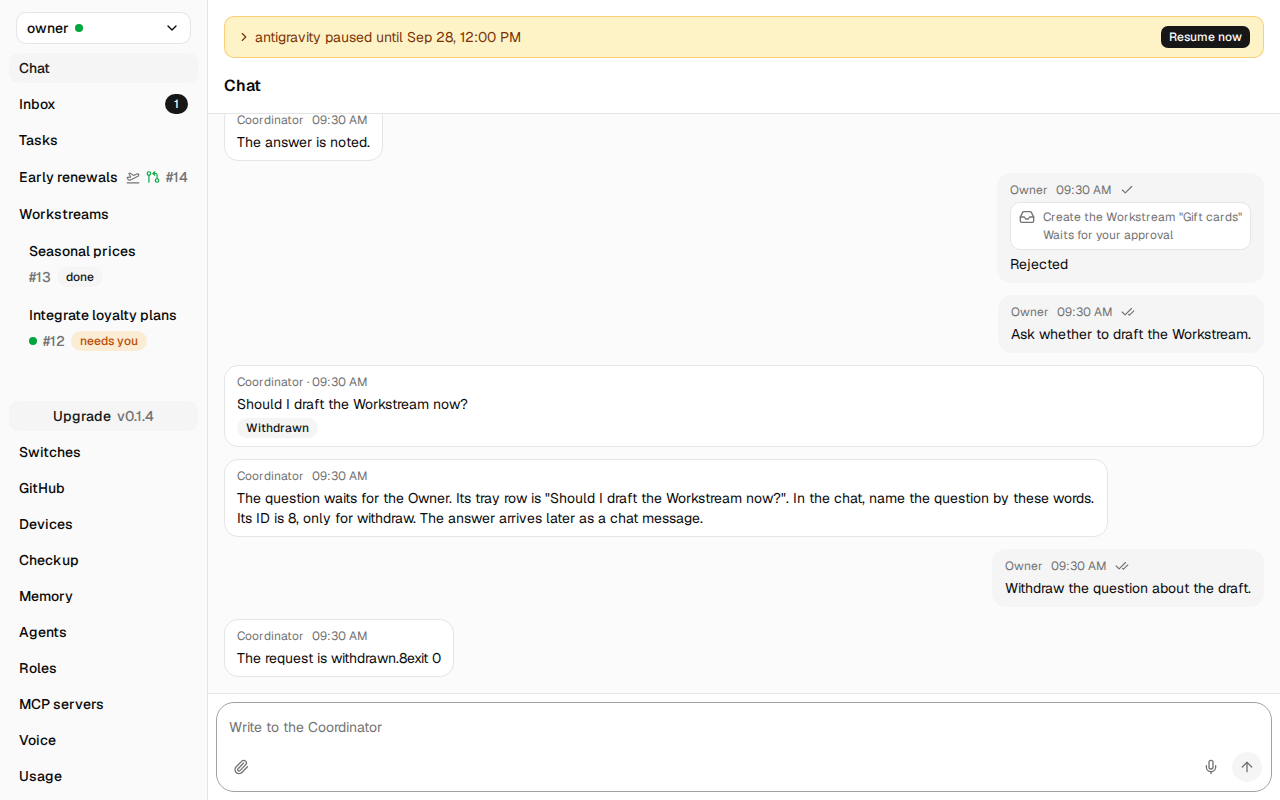 owner
Chat
Inbox
1
Tasks
Early renewals #14
Workstreams
Seasonal prices
#13 done
Integrate loyalty plans
#12 needs you
Upgrade v0.1.4
Switches
GitHub
Devices
Checkup
Memory
Agents
Roles
MCP servers
Voice
Usage
antigravity paused until Sep 28, 12:00 PM
Resume now
Chat
Coordinator 09:30 AM
The answer is noted.
Owner 09:30 AM
Create the Workstream "Gift cards"
Waits for your approval
Rejected
Owner 09:30 AM
Ask whether to draft the Workstream.
Coordinator · 09:30 AM
Should I draft the Workstream now?
Withdrawn
Coordinator 09:30 AM
The question waits for the Owner. Its tray row is "Should I draft the Workstream now?". In the chat, name the question by these words.
Its ID is 8, only for withdraw. The answer arrives later as a chat message.
Owner 09:30 AM
Withdraw the question about the draft.
Coordinator 09:30 AM
The request is withdrawn.8exit 0
Write to the Coordinator